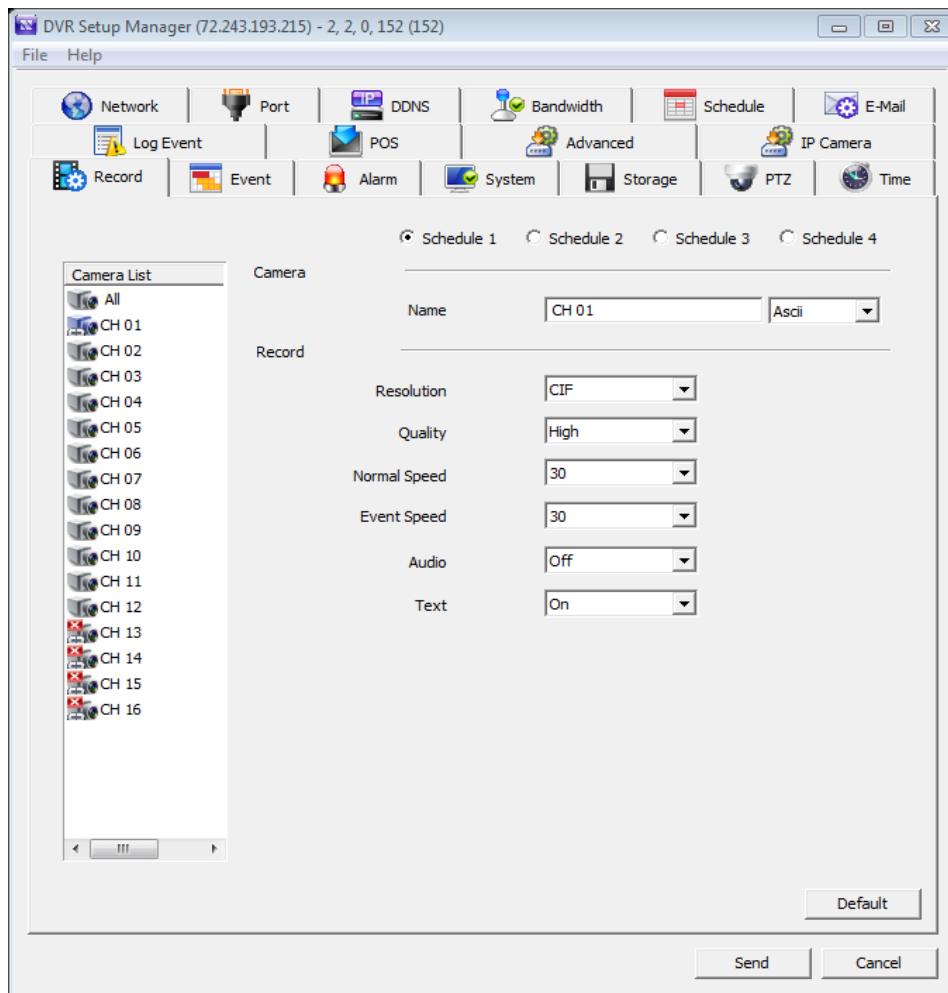 DVR Setup Manager (72.243.193.215) - 2, 2, 0, 152 (152)
File Help
Network Port DDNS Bandwidth Schedule E-Mail
Log Event POS Advanced IP Camera
Record Event Alarm System Storage PTZ Time
Schedule 1 Schedule 2 Schedule 3 Schedule 4
Camera List
All
CH 01
CH 02
CH 03
CH 04
CH 05
CH 06
CH 07
CH 08
CH 09
CH 10
CH 11
CH 12
CH 13
CH 14
CH 15
CH 16
Camera
Name CH 01 Ascii
Record
Resolution CIF
Quality High
Normal Speed 30
Event Speed 30
Audio Off
Text On
Default
Send Cancel